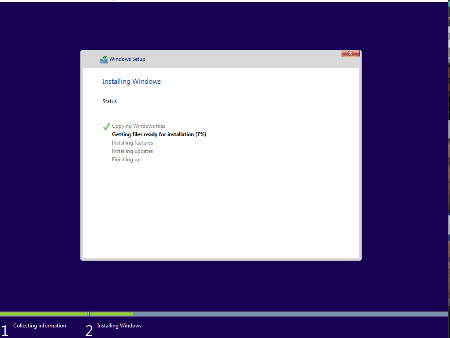 Windows Setup
Installing Windows
Status
Copying Windows files
Getting files ready for installation (7%)
Installing features
Installing updates
Finishing up
1 Collecting information
2 Installing Windows